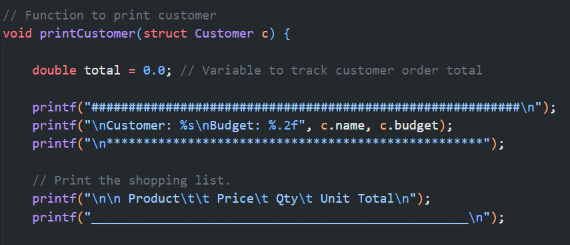 // Function to print customer
void printCustomer(struct Customer c) {
double total = 0.0; // Variable to track customer order total
printf("##########################################################\n");
printf("\nCustomer: %s\nBudget: %.2f", c.name, c.budget);
printf("\n***************************************************");
// Print the shopping list.
printf("\n\n Product\t\t Price\t Qty\t Unit Total\n");
printf("___________________________________________________\n");